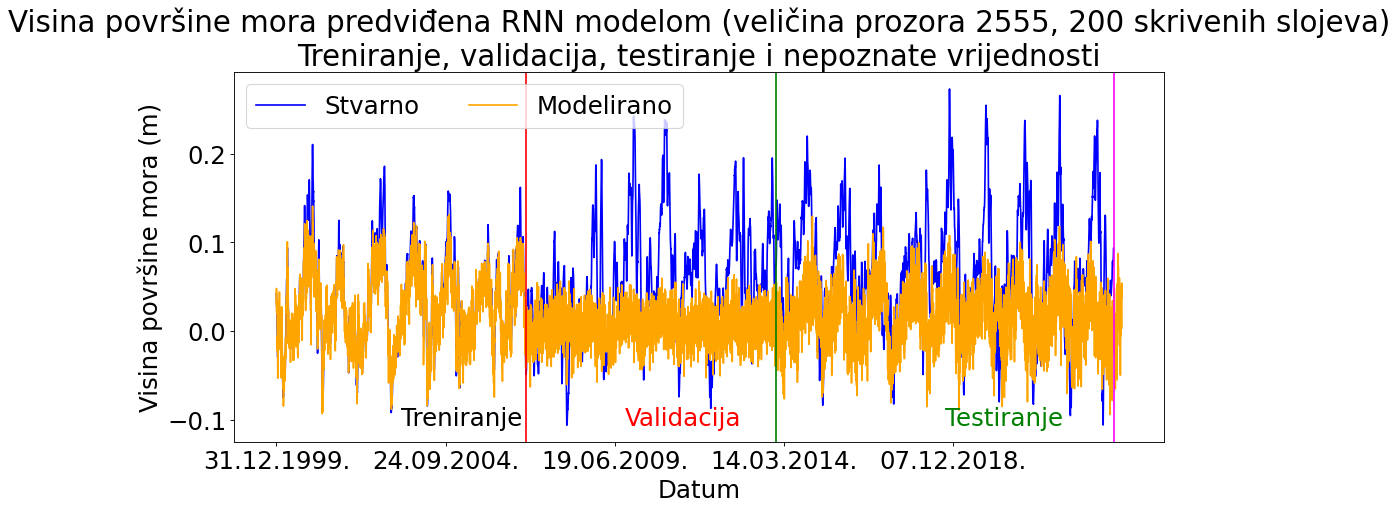 Visina površine mora predviđena RNN modelom (veličina prozora 2555, 200 skrivenih slojeva)
Treniranje, validacija, testiranje i nepoznate vrijednosti
Stvarno
Modelirano
Visina površine mora (m)
0.2
0.1
0.0
−0.1
Treniranje
Validacija
Testiranje
31.12.1999.
24.09.2004.
19.06.2009.
14.03.2014.
07.12.2018.
Datum